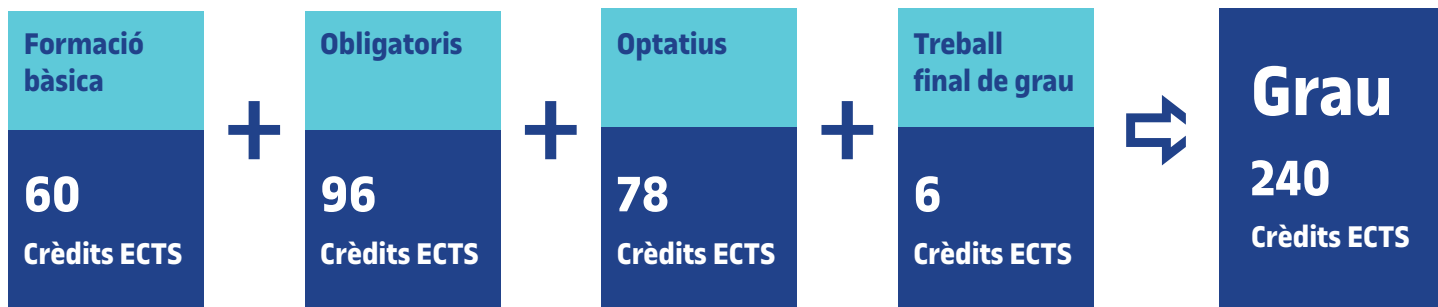 Formació
bàsica
60
Crèdits ECTS
+
Obligatoris
96
Crèdits ECTS
+
Optatius
78
Crèdits ECTS
+
Treball
final de grau
6
Crèdits ECTS
Grau
240
Crèdits ECTS